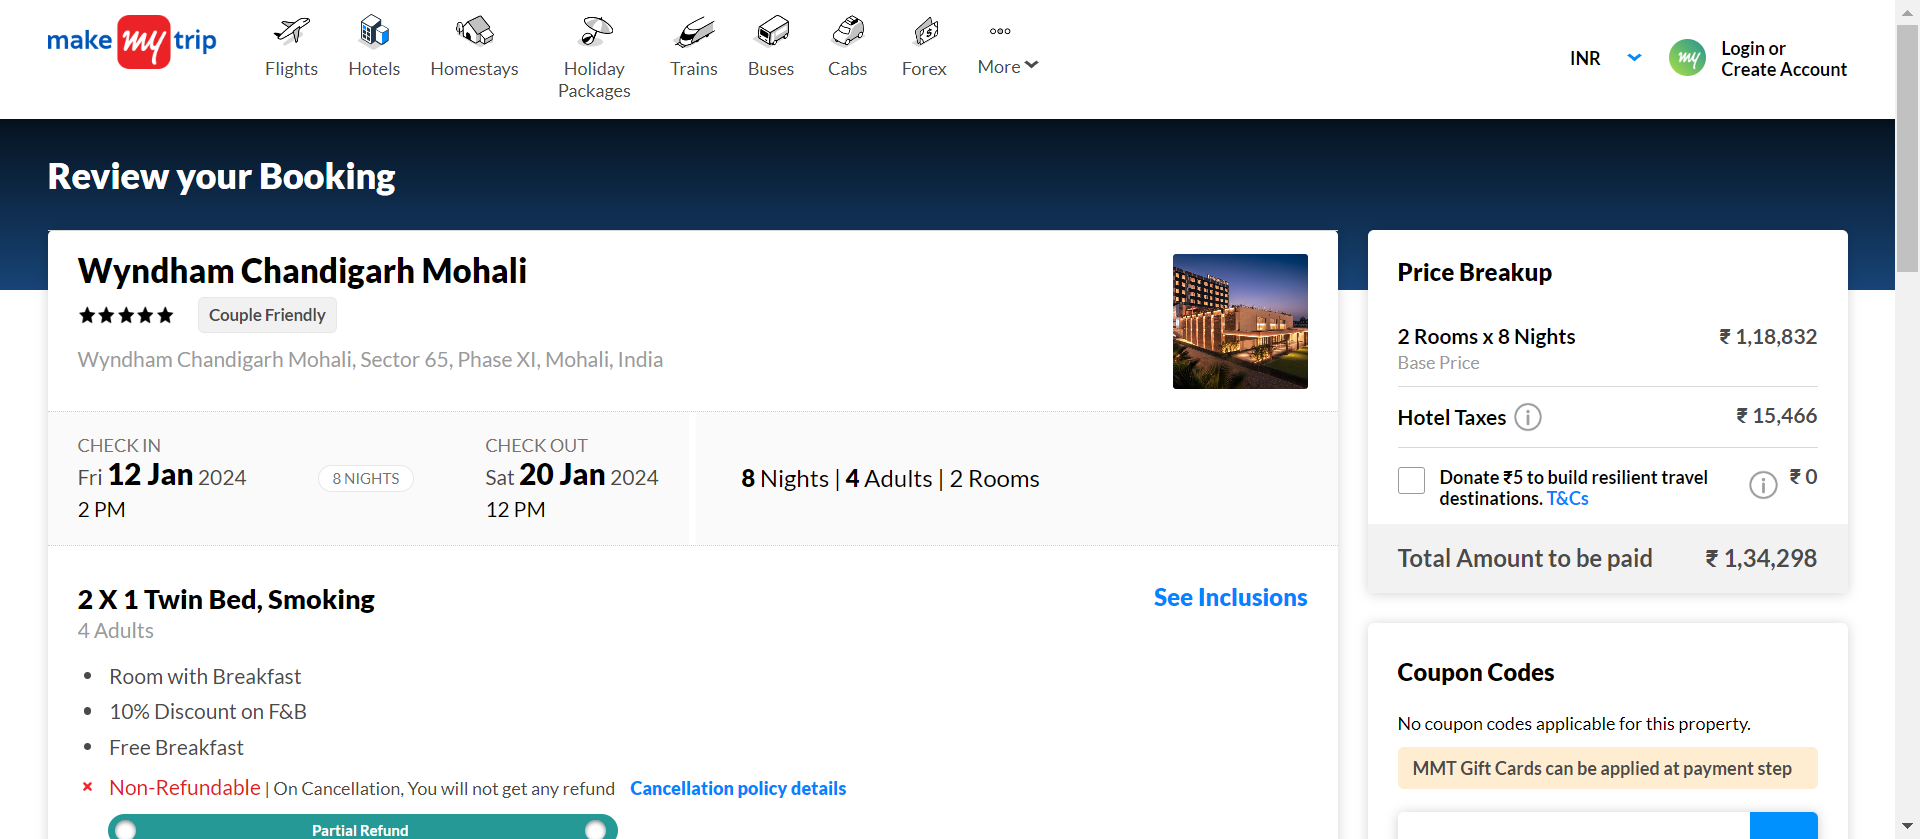 make my trip
Flights
Hotels
Homestays
Holiday
Packages
Trains
Buses
Cabs
Forex
More
INR
my
Login or
Create Account
Review your Booking
Wyndham Chandigarh Mohali
Couple Friendly
Wyndham Chandigarh Mohali, Sector 65, Phase XI, Mohali, India
CHECK IN
Fri 12 Jan 2024
2 PM
8 NIGHTS
CHECK OUT
Sat 20 Jan 2024
12 PM
8 Nights | 4 Adults | 2 Rooms
2 X 1 Twin Bed, Smoking
See Inclusions
4 Adults
Room with Breakfast
10% Discount on F&B
Free Breakfast
Non-Refundable | On Cancellation, You will not get any refund Cancellation policy details
Partial Refund
Price Breakup
2 Rooms x 8 Nights ₹ 1,18,832
Base Price
Hotel Taxes ₹ 15,466
Donate ₹5 to build resilient travel
destinations. T&Cs
₹ 0
Total Amount to be paid ₹ 1,34,298
Coupon Codes
No coupon codes applicable for this property.
MMT Gift Cards can be applied at payment step